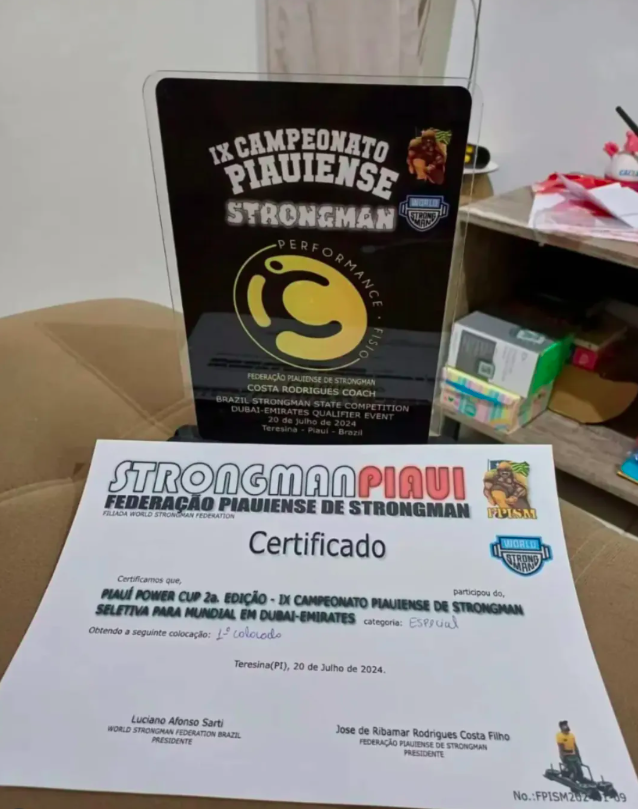 IX CAMPEONATO
PIAUIENSE
STRONGMAN
WORLD
STRONG
MAN
PERFORMANCE · FISIO
FEDERAÇÃO PIAUIENSE DE STRONGMAN
COSTA RODRIGUES COACH
BRAZIL STRONGMAN STATE COMPETITION
DUBAI-EMIRATES QUALIFIER EVENT
20 de julho de 2024
Teresina - Piauí - Brazil
STRONGMANPIAUI
FEDERAÇÃO PIAUIENSE DE STRONGMAN
FILIADA WORLD STRONGMAN FEDERATION
FPISM
Certificado
WORLD
STRONG
MAN
Certificamos que, participou do,
PIAUÍ POWER CUP 2a. EDIÇÃO - IX CAMPEONATO PIAUIENSE DE STRONGMAN
SELETIVA PARA MUNDIAL EM DUBAI-EMIRATES categoria: ESPECIAL
Obtendo a seguinte colocação: 1º colocado
Teresina(PI), 20 de Julho de 2024.
Luciano Afonso Sarti
WORLD STRONGMAN FEDERATION BRAZIL
PRESIDENTE
Jose de Ribamar Rodrigues Costa Filho
FEDERAÇÃO PIAUIENSE DE STRONGMAN
PRESIDENTE